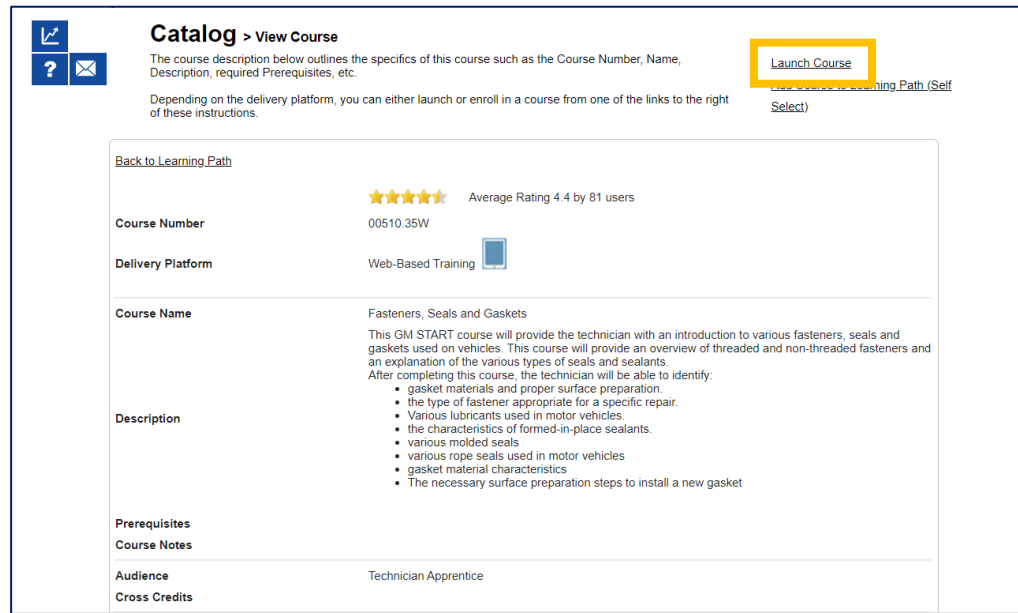 Catalog > View Course
The course description below outlines the specifics of this course such as the Course Number, Name,
Description, required Prerequisites, etc.
Depending on the delivery platform, you can either launch or enroll in a course from one of the links to the right
of these instructions.
Launch Course
Add Course to Learning Path (Self
Select)
?
Back to Learning Path
Average Rating 4.4 by 81 users
Course Number 00510.35W
Delivery Platform Web-Based Training
Course Name Fasteners, Seals and Gaskets
This GM START course will provide the technician with an introduction to various fasteners, seals and
gaskets used on vehicles. This course will provide an overview of threaded and non-threaded fasteners and
an explanation of the various types of seals and sealants.
After completing this course, the technician will be able to identify:
• gasket materials and proper surface preparation.
• the type of fastener appropriate for a specific repair.
• Various lubricants used in motor vehicles.
Description
• the characteristics of formed-in-place sealants.
• various molded seals
• various rope seals used in motor vehicles
• gasket material characteristics
• The necessary surface preparation steps to install a new gasket
Prerequisites
Course Notes
Audience Technician Apprentice
Cross Credits